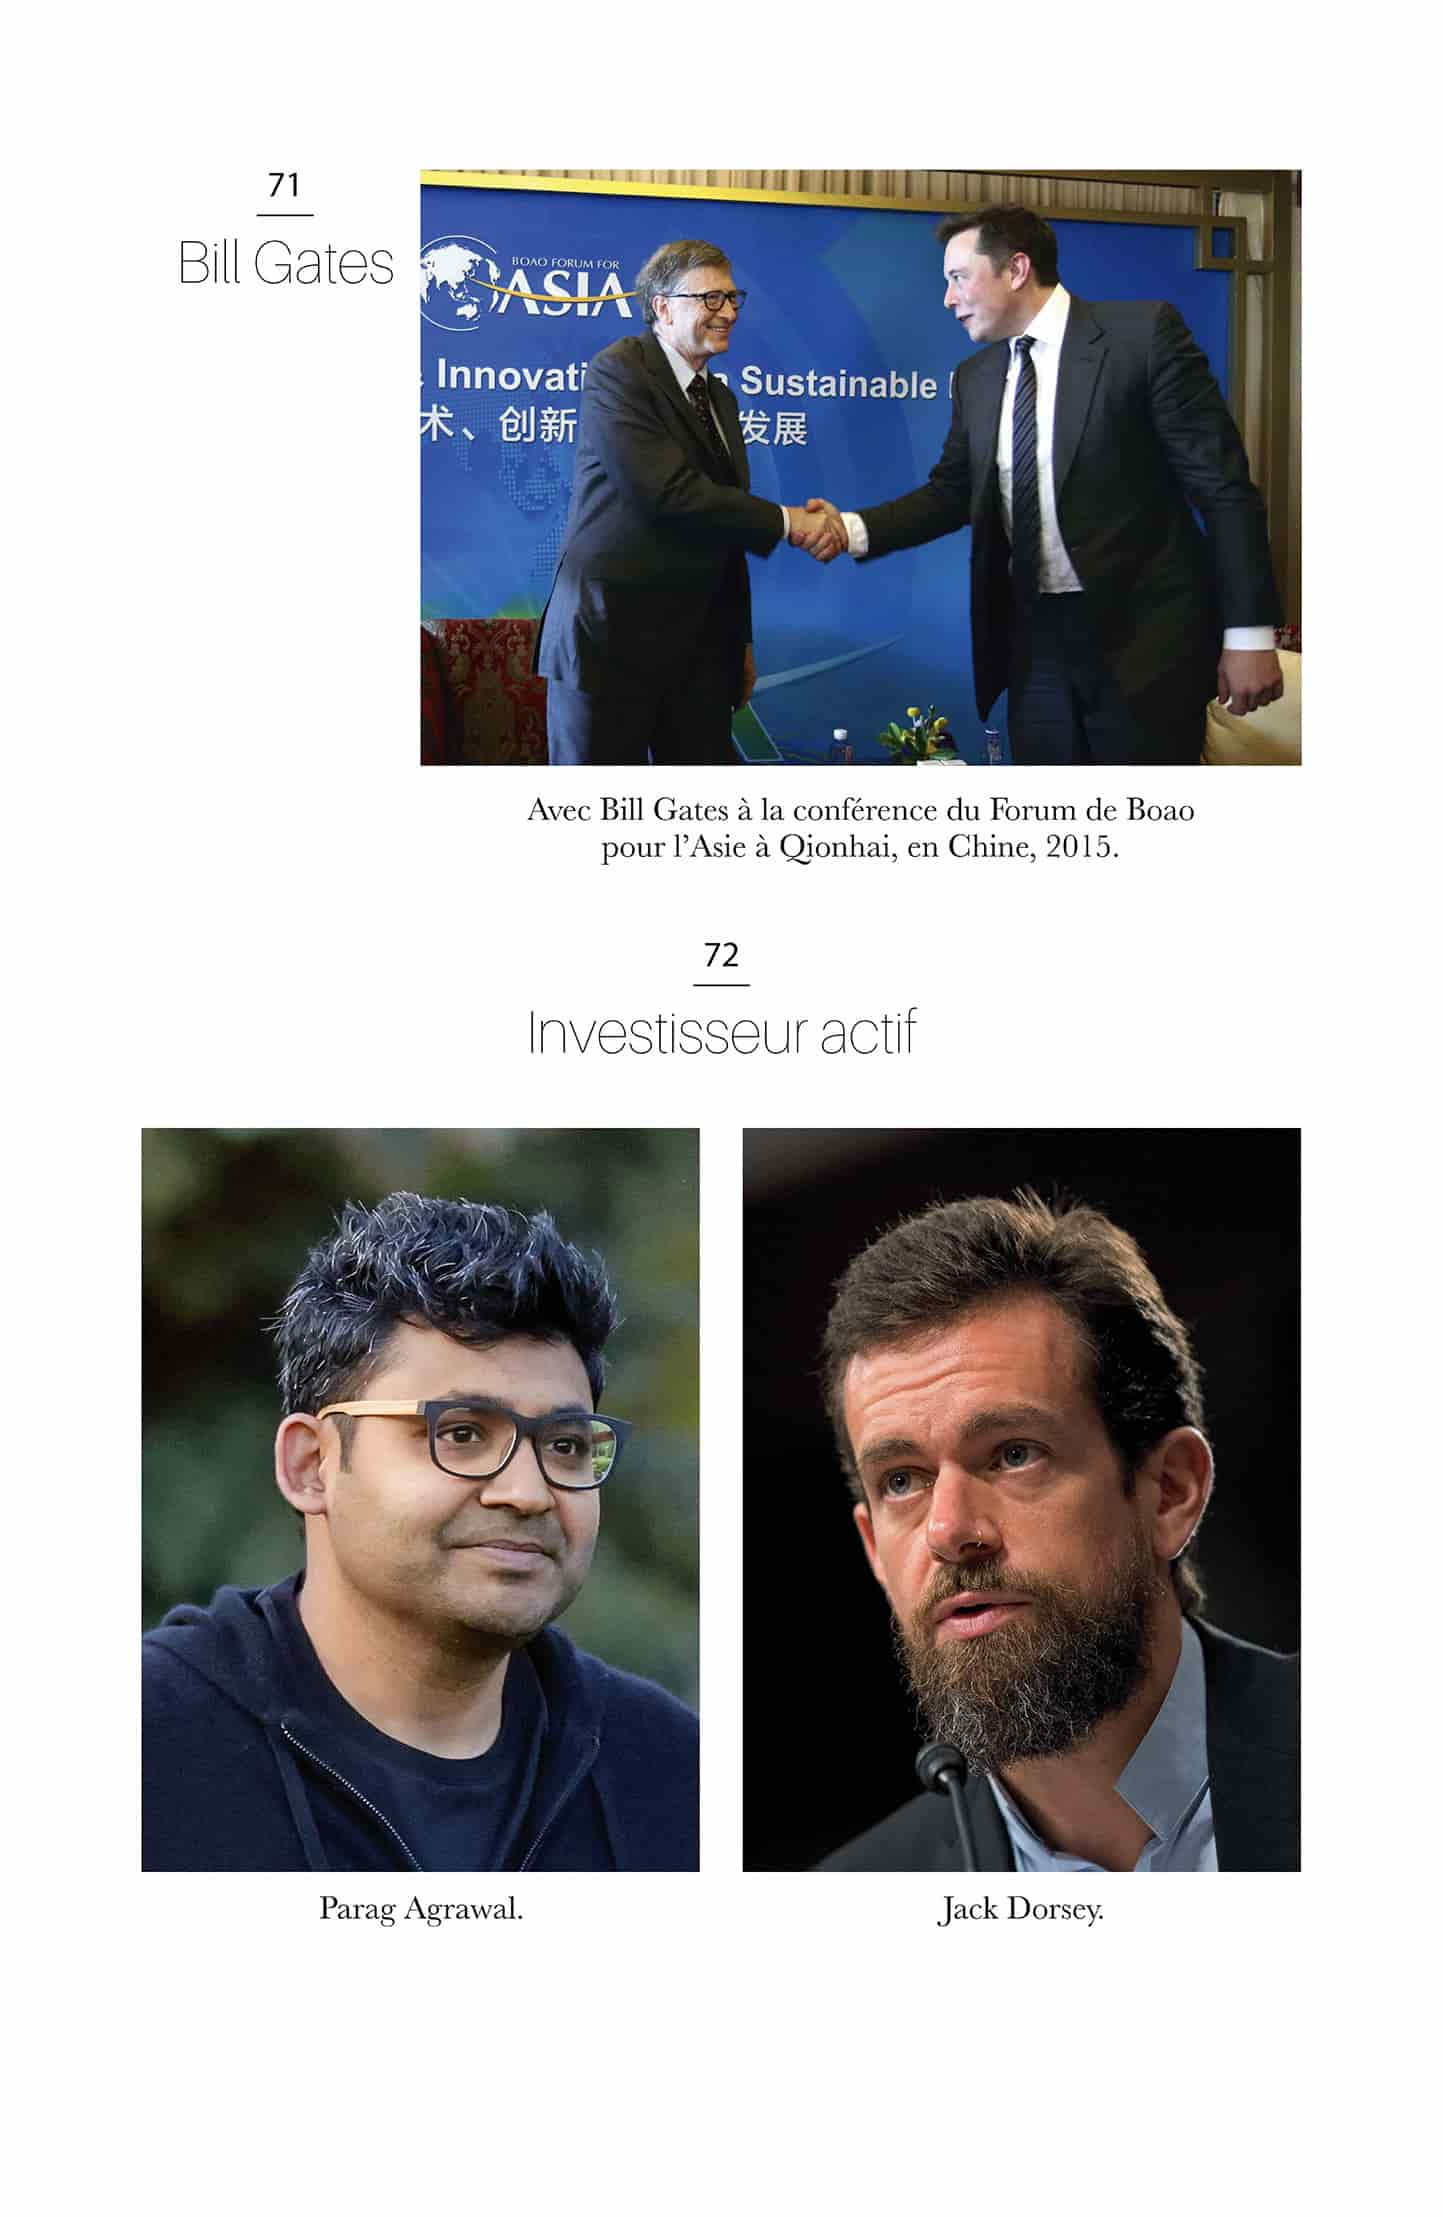 71
Bill Gates
BOAO FORUM FOR
ASIA
Innovati a Sustainable
术、创新 发展
Avec Bill Gates à la conférence du Forum de Boao
pour l’Asie à Qionhai, en Chine, 2015.
72
Investisseur actif
Parag Agrawal.
Jack Dorsey.